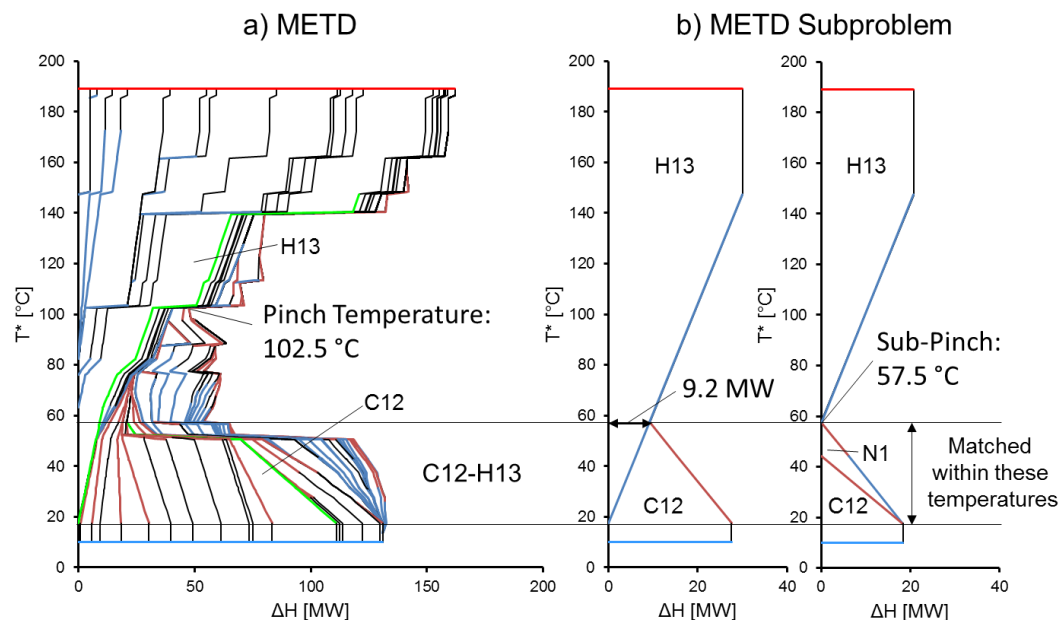 a) METD
b) METD Subproblem
200
180
160
140
120
100
80
60
40
20
0
T* [°C]
0
50
100
150
200
ΔH [MW]
H13
Pinch Temperature:
102.5 °C
C12
C12-H13
200
180
160
140
120
100
80
60
40
20
0
T* [°C]
0
20
40
ΔH [MW]
H13
9.2 MW
C12
200
180
160
140
120
100
80
60
40
20
0
T* [°C]
0
20
40
ΔH [MW]
H13
Sub-Pinch:
57.5 °C
N1
C12
Matched
within these
temperatures